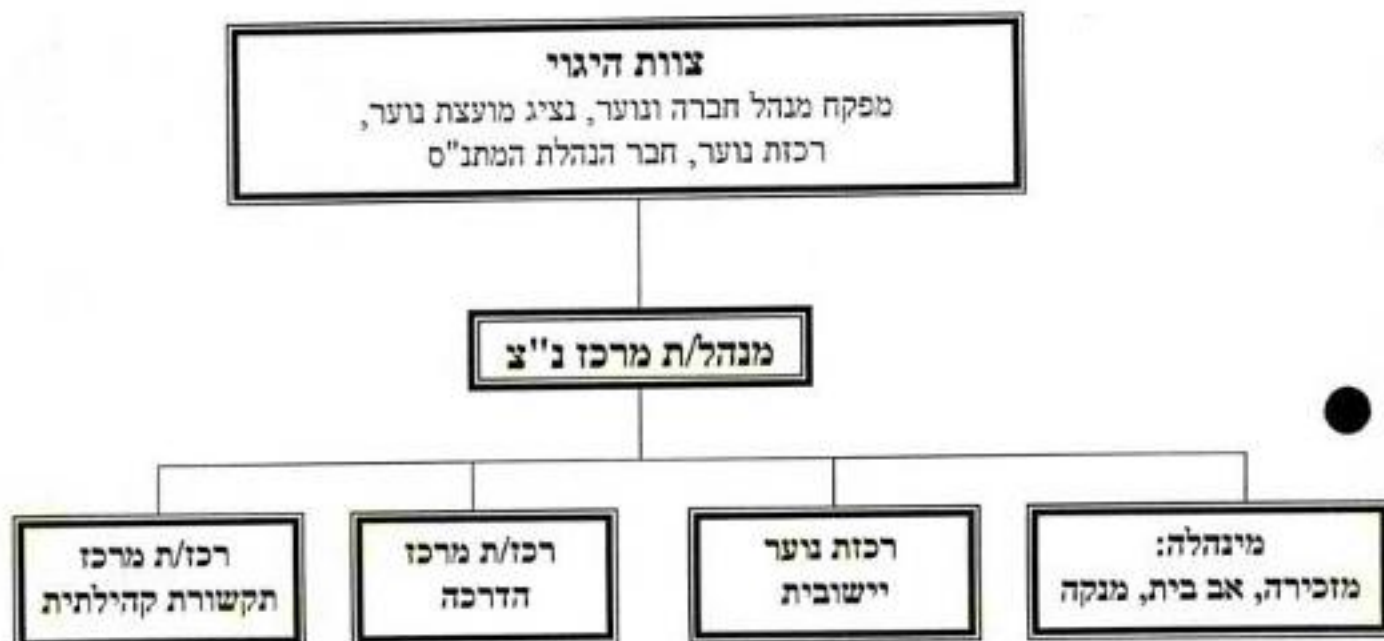 צוות היגוי
מפקח מנהל חברה ונוער, נציג מועצת נוער,
רכזת נוער, חבר הנהלת המתנ"ס
מנהל/ת מרכז נ"צ
מינהלה:
מזכירה, אב בית, מנקה
רכזת נוער
יישובית
רכז/ת מרכז
הדרכה
רכז/ת מרכז
תקשורת קהילתית